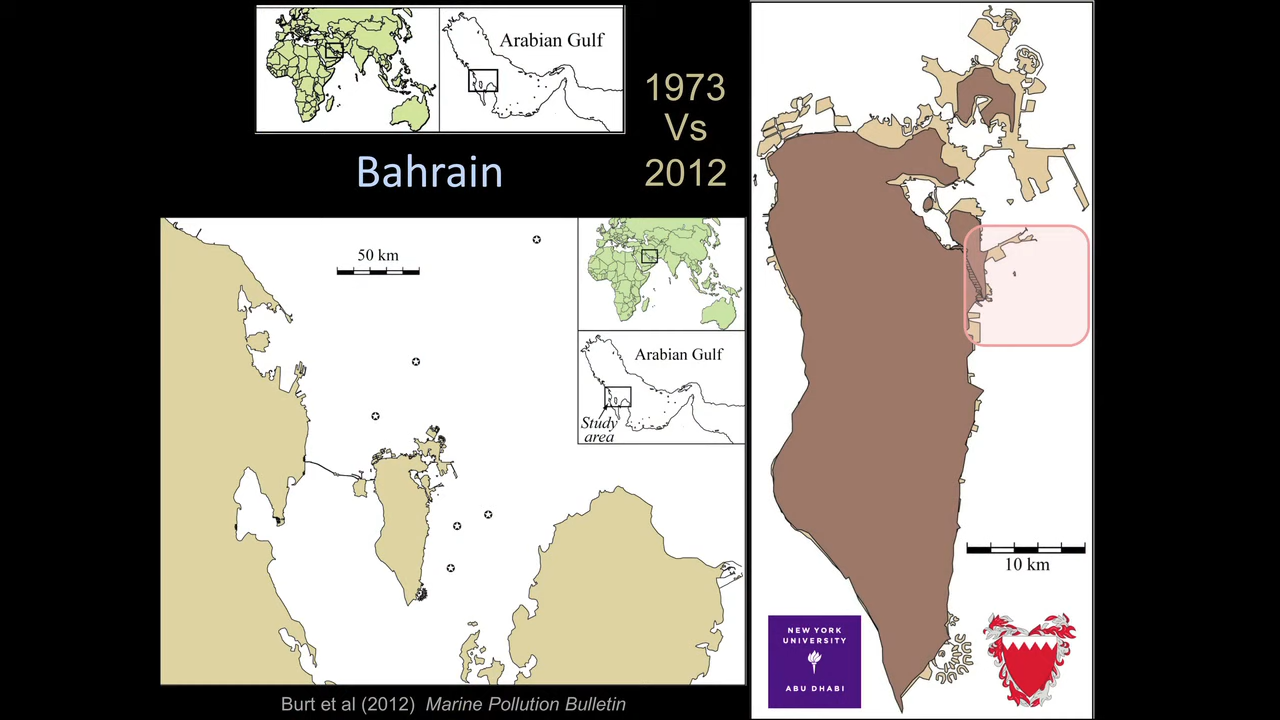 Arabian Gulf
1973
Vs
2012
Bahrain
50 km
Arabian Gulf
Study
area
10 km
NEW YORK
UNIVERSITY
ABU DHABI
Burt et al (2012) Marine Pollution Bulletin